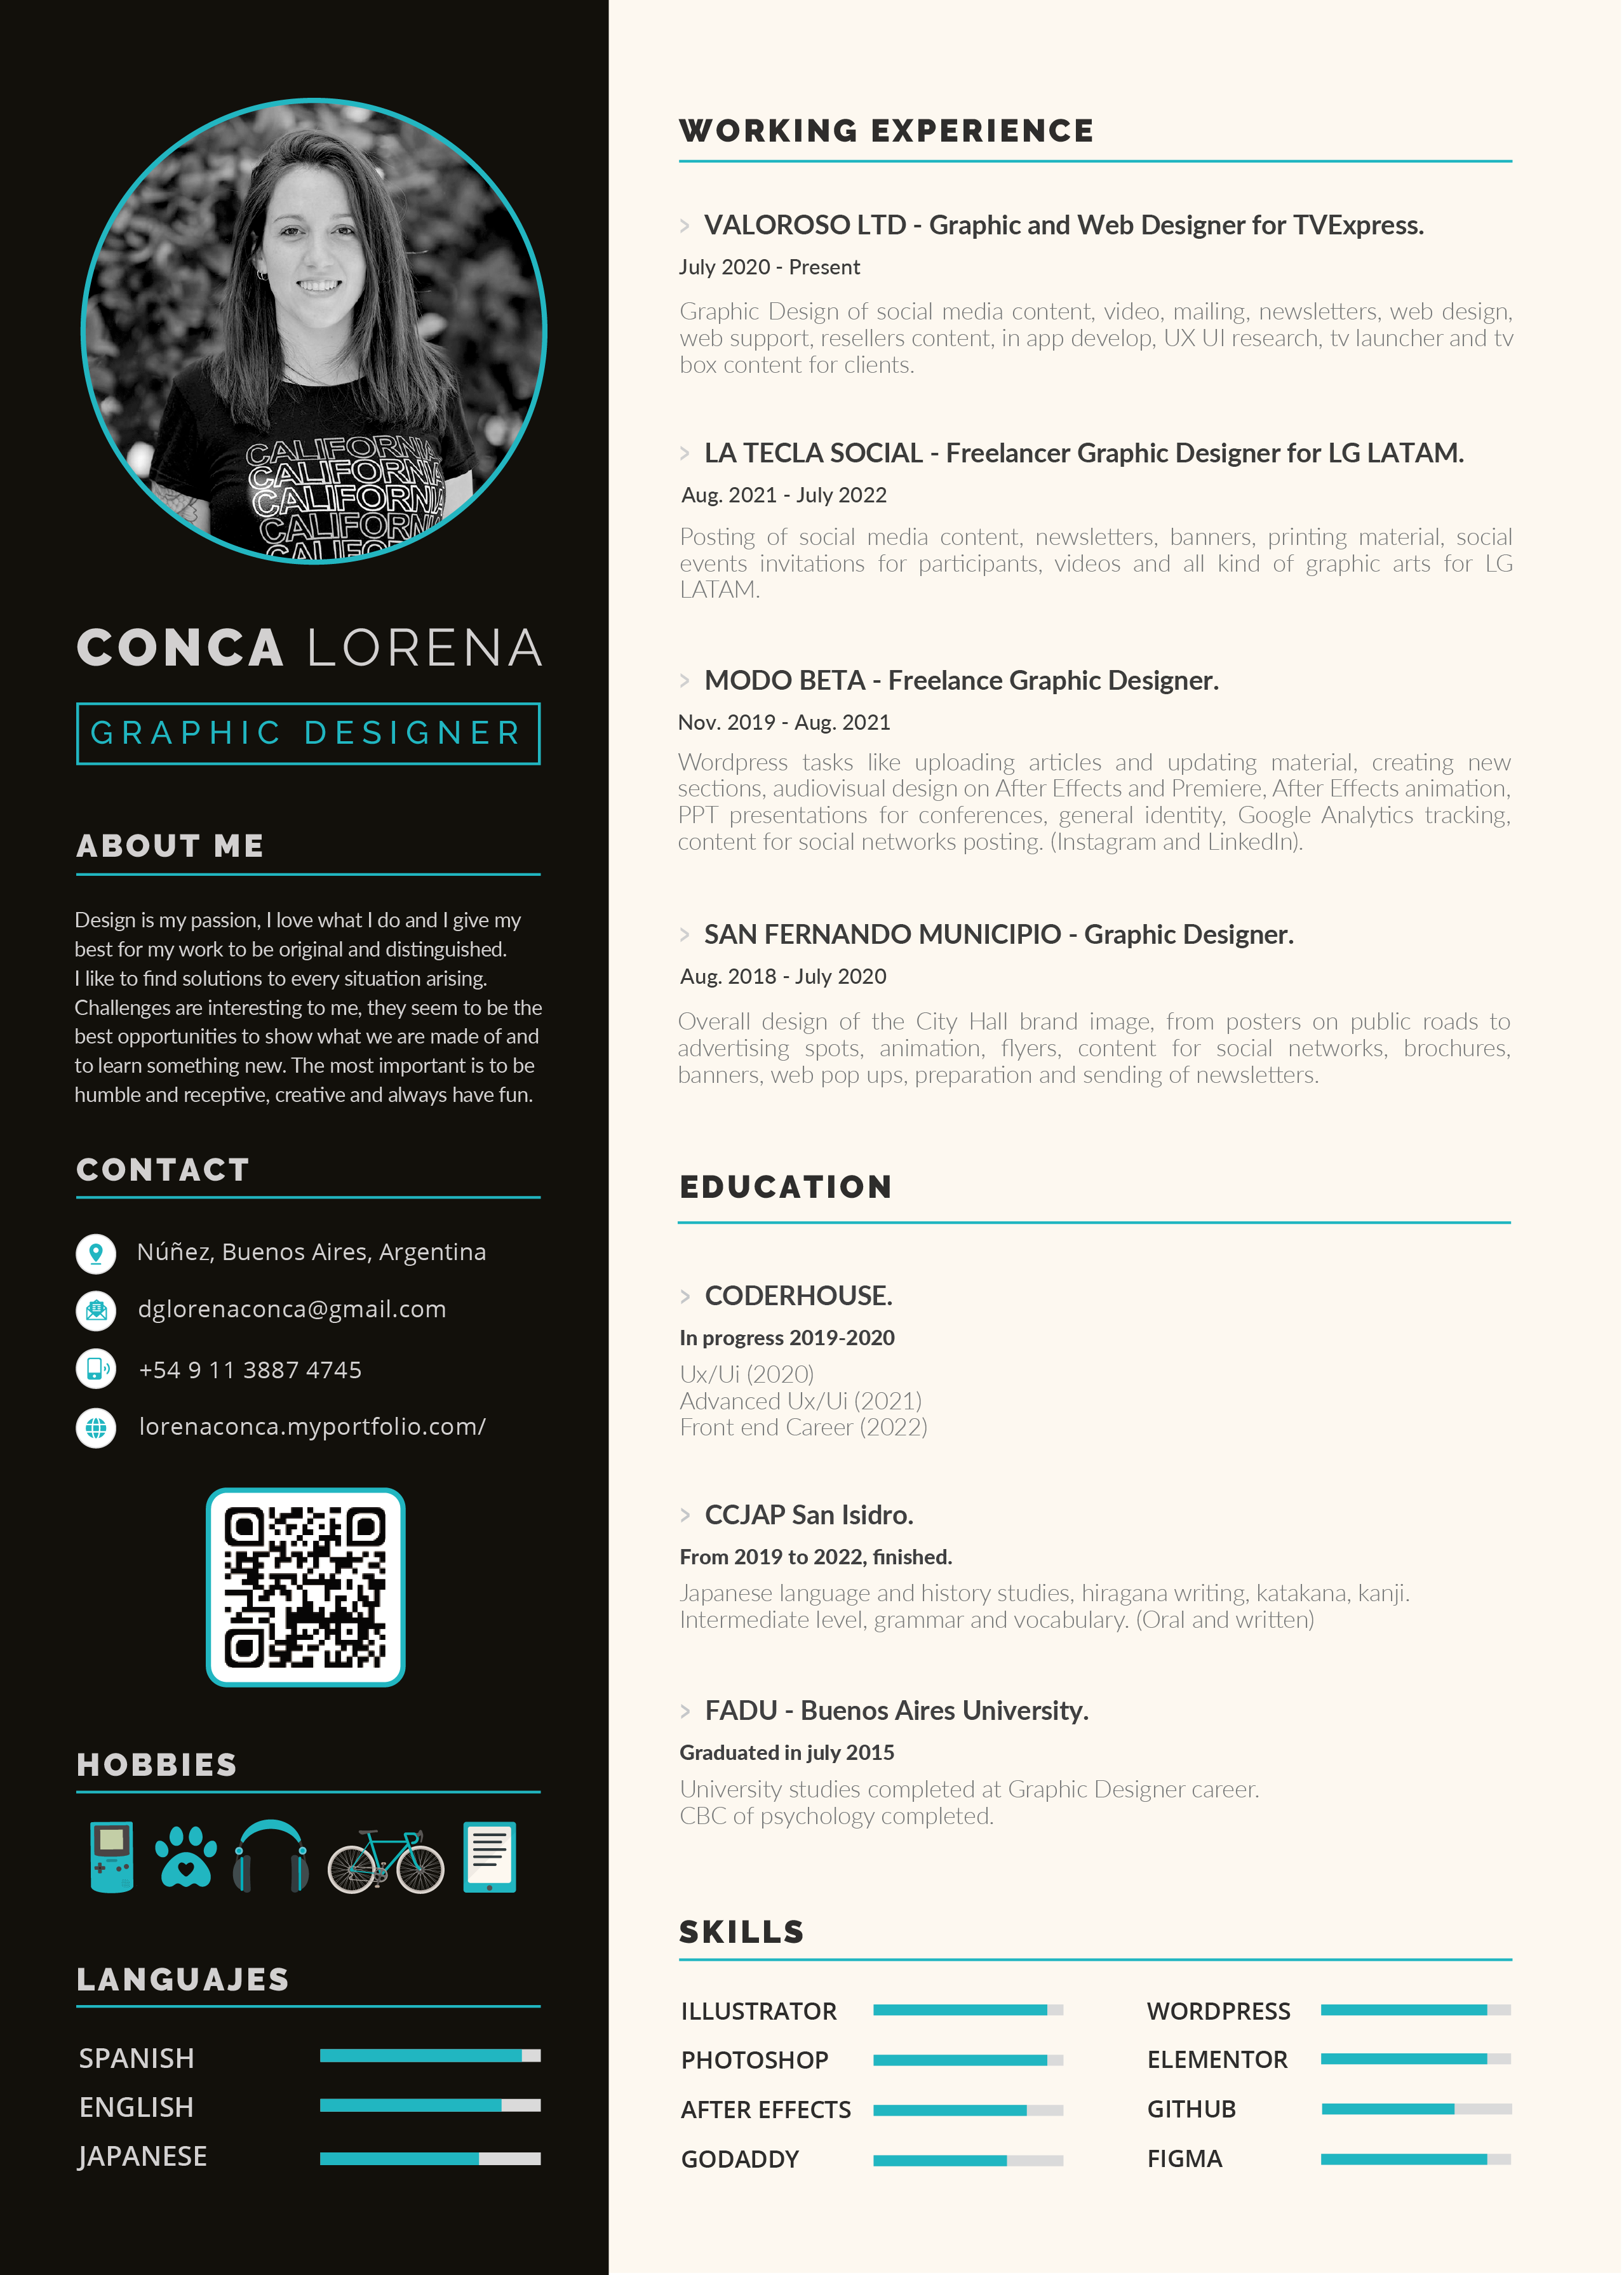 CALIFORNIA
CALIFORNIA
CALIFORNIA
CALIFORNIA
CONCA LORENA
GRAPHIC DESIGNER
ABOUT ME
Design is my passion, I love what I do and I give my
best for my work to be original and distinguished.
I like to find solutions to every situation arising.
Challenges are interesting to me, they seem to be the
best opportunities to show what we are made of and
to learn something new. The most important is to be
humble and receptive, creative and always have fun.
CONTACT
Núñez, Buenos Aires, Argentina
dglorenaconca@gmail.com
+54 9 11 3887 4745
lorenaconca.myportfolio.com/
HOBBIES
LANGUAJES
SPANISH
ENGLISH
JAPANESE
WORKING EXPERIENCE
> VALOROSO LTD - Graphic and Web Designer for TVExpress.
July 2020 - Present
Graphic Design of social media content, video, mailing, newsletters, web design,
web support, resellers content, in app develop, UX UI research, tv launcher and tv
box content for clients.
> LA TECLA SOCIAL - Freelancer Graphic Designer for LG LATAM.
Aug. 2021 - July 2022
Posting of social media content, newsletters, banners, printing material, social
events invitations for participants, videos and all kind of graphic arts for LG
LATAM.
> MODO BETA - Freelance Graphic Designer.
Nov. 2019 - Aug. 2021
Wordpress tasks like uploading articles and updating material, creating new
sections, audiovisual design on After Effects and Premiere, After Effects animation,
PPT presentations for conferences, general identity, Google Analytics tracking,
content for social networks posting. (Instagram and LinkedIn).
> SAN FERNANDO MUNICIPIO - Graphic Designer.
Aug. 2018 - July 2020
Overall design of the City Hall brand image, from posters on public roads to
advertising spots, animation, flyers, content for social networks, brochures,
banners, web pop ups, preparation and sending of newsletters.
EDUCATION
> CODERHOUSE.
In progress 2019-2020
Ux/Ui (2020)
Advanced Ux/Ui (2021)
Front end Career (2022)
> CCJAP San Isidro.
From 2019 to 2022, finished.
Japanese language and history studies, hiragana writing, katakana, kanji.
Intermediate level, grammar and vocabulary. (Oral and written)
> FADU - Buenos Aires University.
Graduated in july 2015
University studies completed at Graphic Designer career.
CBC of psychology completed.
SKILLS
ILLUSTRATOR
PHOTOSHOP
AFTER EFFECTS
GODADDY
WORDPRESS
ELEMENTOR
GITHUB
FIGMA